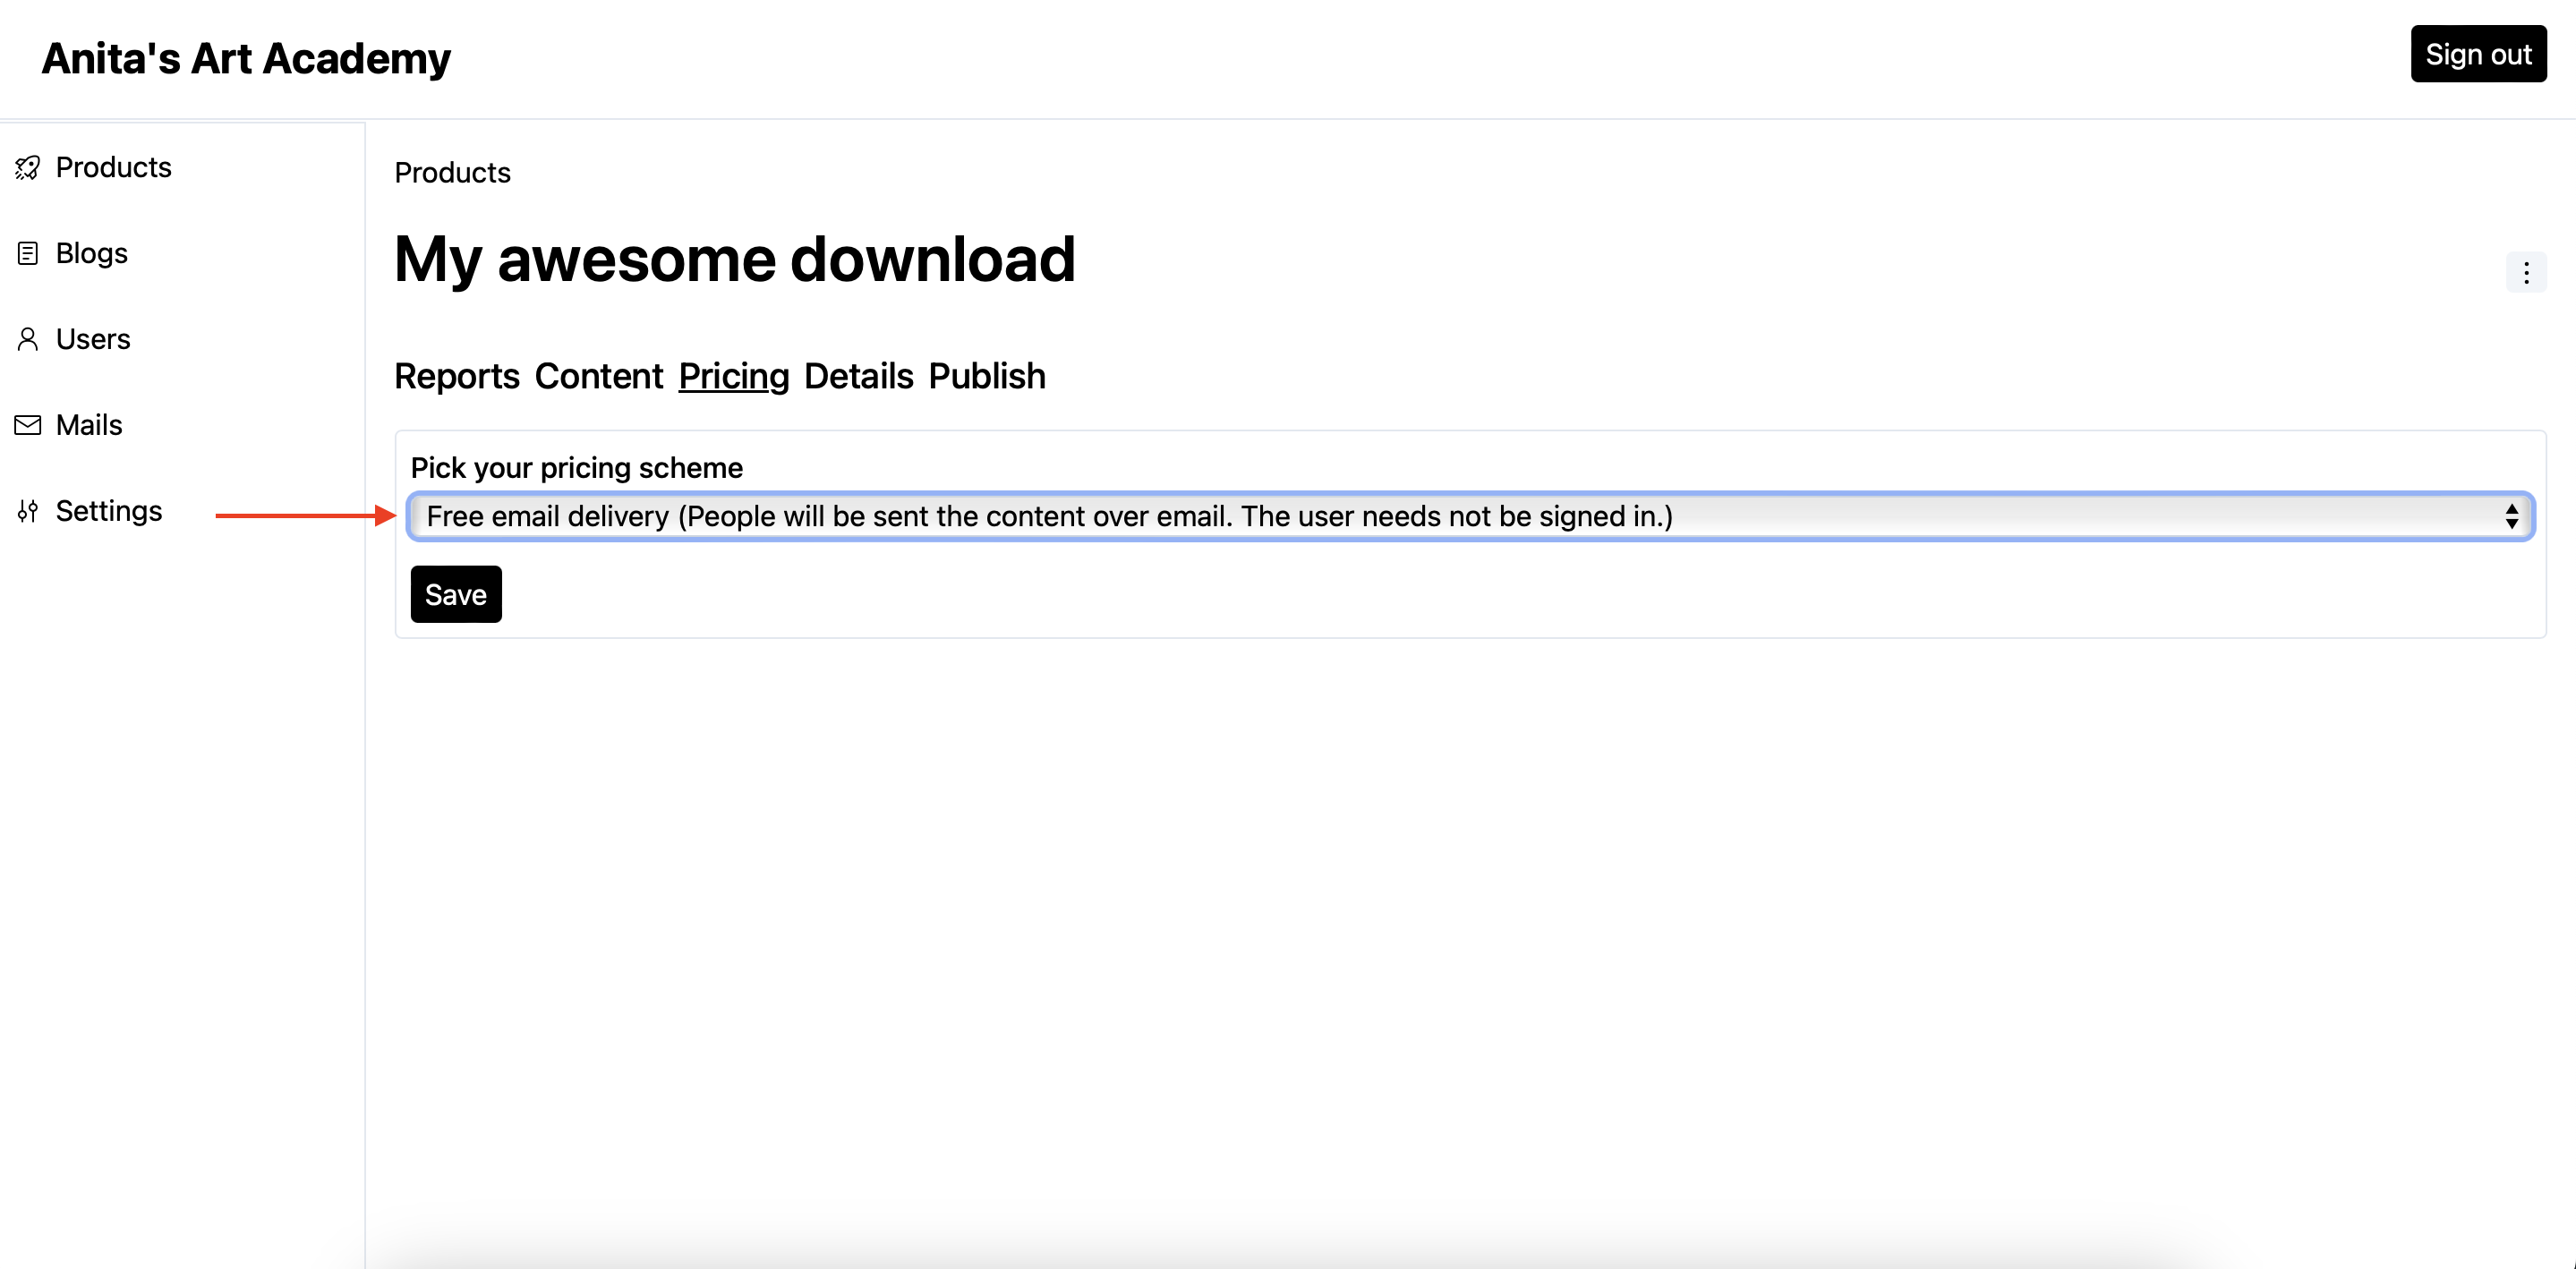 Anita's Art Academy
Sign out
Products
Blogs
Users
Mails
Settings
Products
My awesome download
Reports Content Pricing Details Publish
Pick your pricing scheme
Free email delivery (People will be sent the content over email. The user needs not be signed in.)
Save